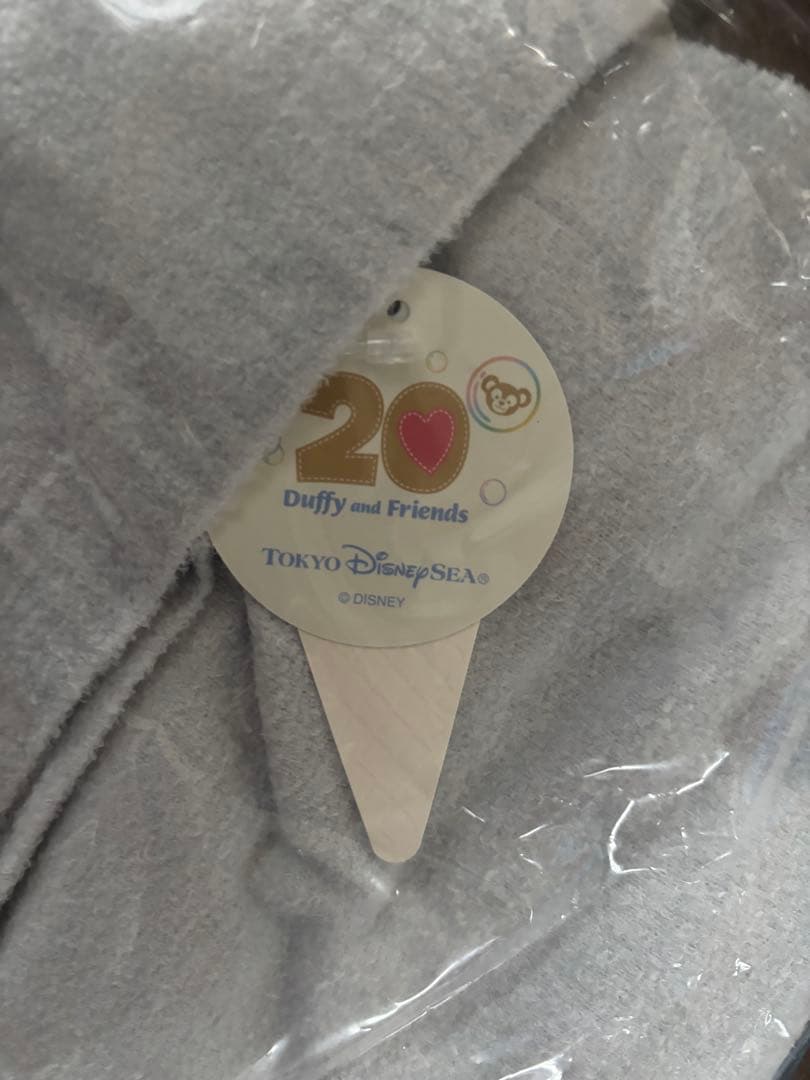 20
Duffy and Friends
TOKYO DISNEYSEA®
© DISNEY